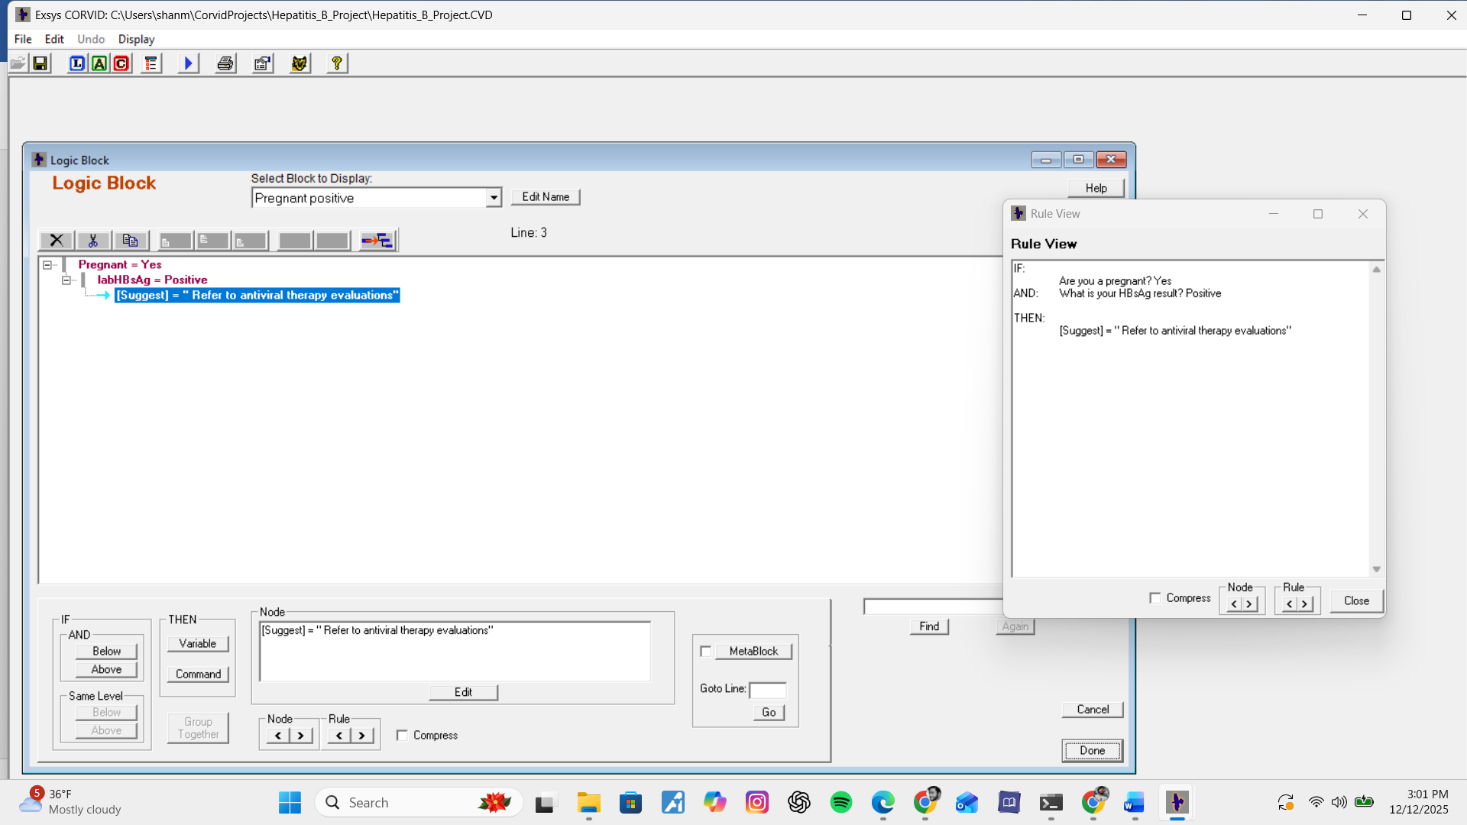 Exsys CORVID: C:\Users\shanm\CorvidProjects\Hepatitis_B_Project\Hepatitis_B_Project.CVD
File Edit Undo Display
L A C
?
Logic Block
Logic Block
Select Block to Display:
Pregnant positive
Edit Name
Help
Line: 3
Pregnant = Yes
labHBsAg = Positive
[Suggest] = " Refer to antiviral therapy evaluations"
Rule View
Rule View
IF:
Are you a pregnant? Yes
AND: What is your HBsAg result? Positive
THEN:
[Suggest] = " Refer to antiviral therapy evaluations"
Compress
Node
< >
Rule
< >
Close
IF
AND
Below
Above
Same Level
Below
Above
THEN
Variable
Command
Group
Together
Node
[Suggest] = " Refer to antiviral therapy evaluations"
Edit
Node
< >
Rule
< >
Compress
MetaBlock
Goto Line:
Go
Find
Again
Cancel
Done
5
36°F
Mostly cloudy
Search
3:01 PM
12/12/2025